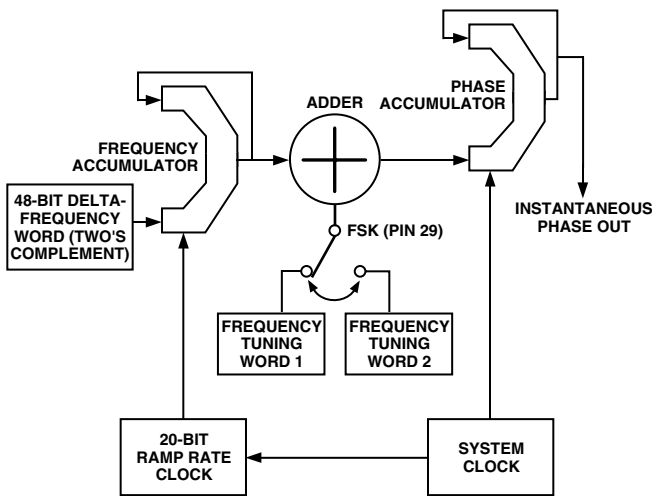 PHASE
ACCUMULATOR
ADDER
FREQUENCY
ACCUMULATOR
48-BIT DELTA-
FREQUENCY
WORD (TWO'S
COMPLEMENT)
INSTANTANEOUS
PHASE OUT
FSK (PIN 29)
FREQUENCY
TUNING
WORD 1
FREQUENCY
TUNING
WORD 2
20-BIT
RAMP RATE
CLOCK
SYSTEM
CLOCK